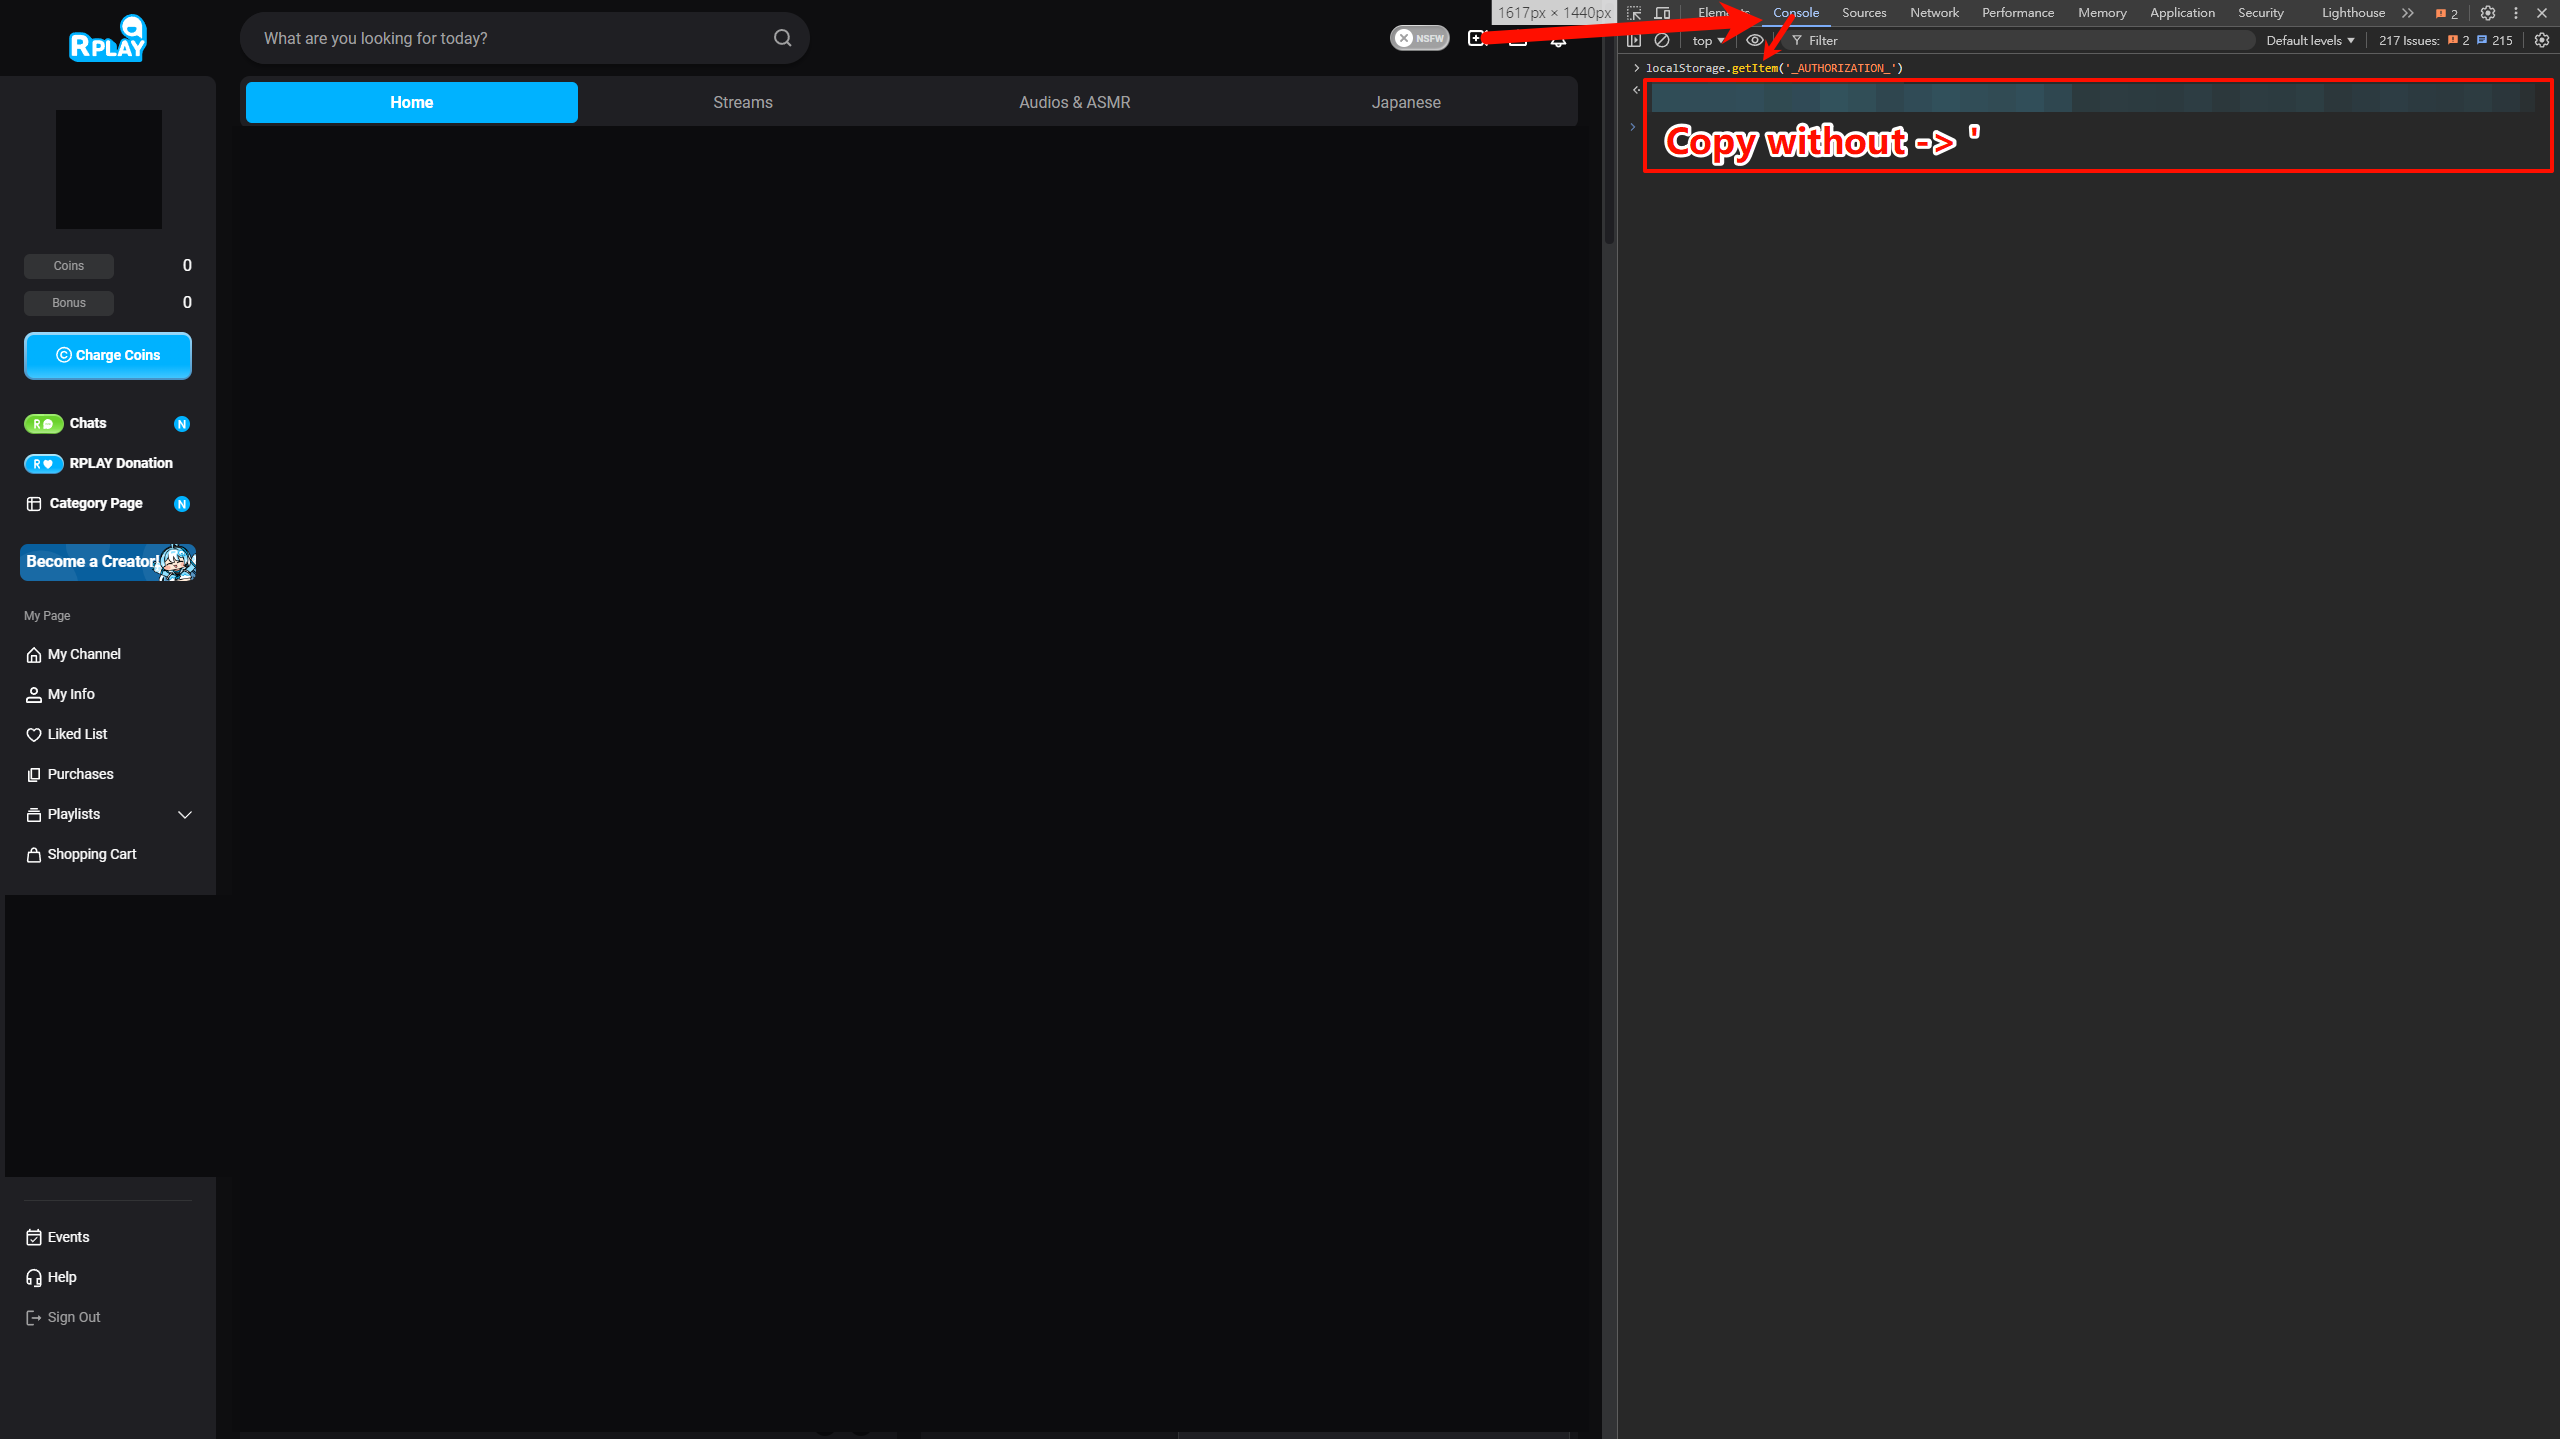 RPLAY
What are you looking for today?
NSFW
Home
Streams
Audios & ASMR
Japanese
Coins
0
Bonus
0
Charge Coins
R
Chats
N
R
RPLAY Donation
Category Page
N
Become a Creator!
My Page
My Channel
My Info
Liked List
Purchases
Playlists
Shopping Cart
Events
Help
Sign Out
1617px × 1440px
Elements
Console
Sources
Network
Performance
Memory
Application
Security
Lighthouse
2
top
Filter
Default levels
217 Issues:
2
215
localStorage.getItem('_AUTHORIZATION_')
Copy without -> '